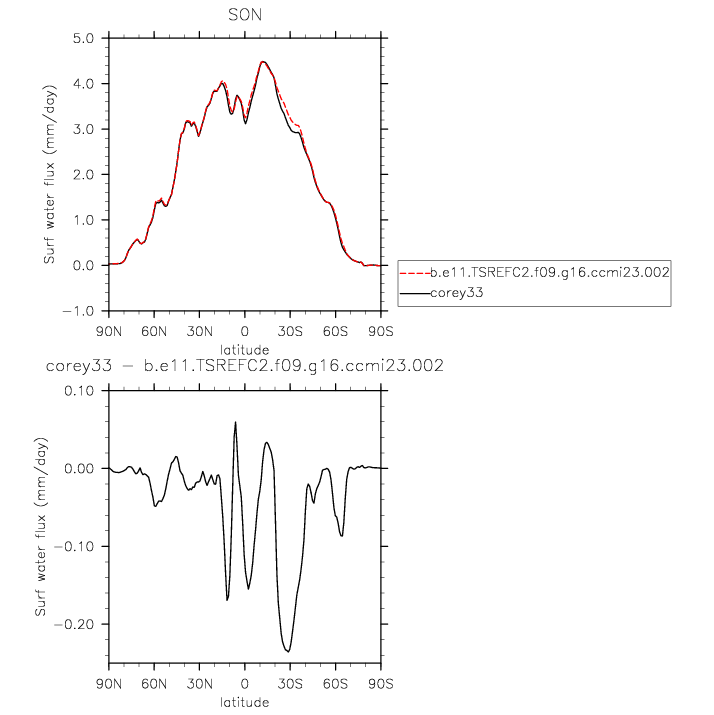 SON
5.0
4.0
3.0
2.0
1.0
0.0
−1.0
Surf water flux (mm/day)
90N 60N 30N 0 30S 60S 90S
latitude
b.e11.TSREFC2.f09.g16.ccmi23.002
corey33
corey33 − b.e11.TSREFC2.f09.g16.ccmi23.002
0.10
0.00
−0.10
−0.20
Surf water flux (mm/day)
90N 60N 30N 0 30S 60S 90S
latitude